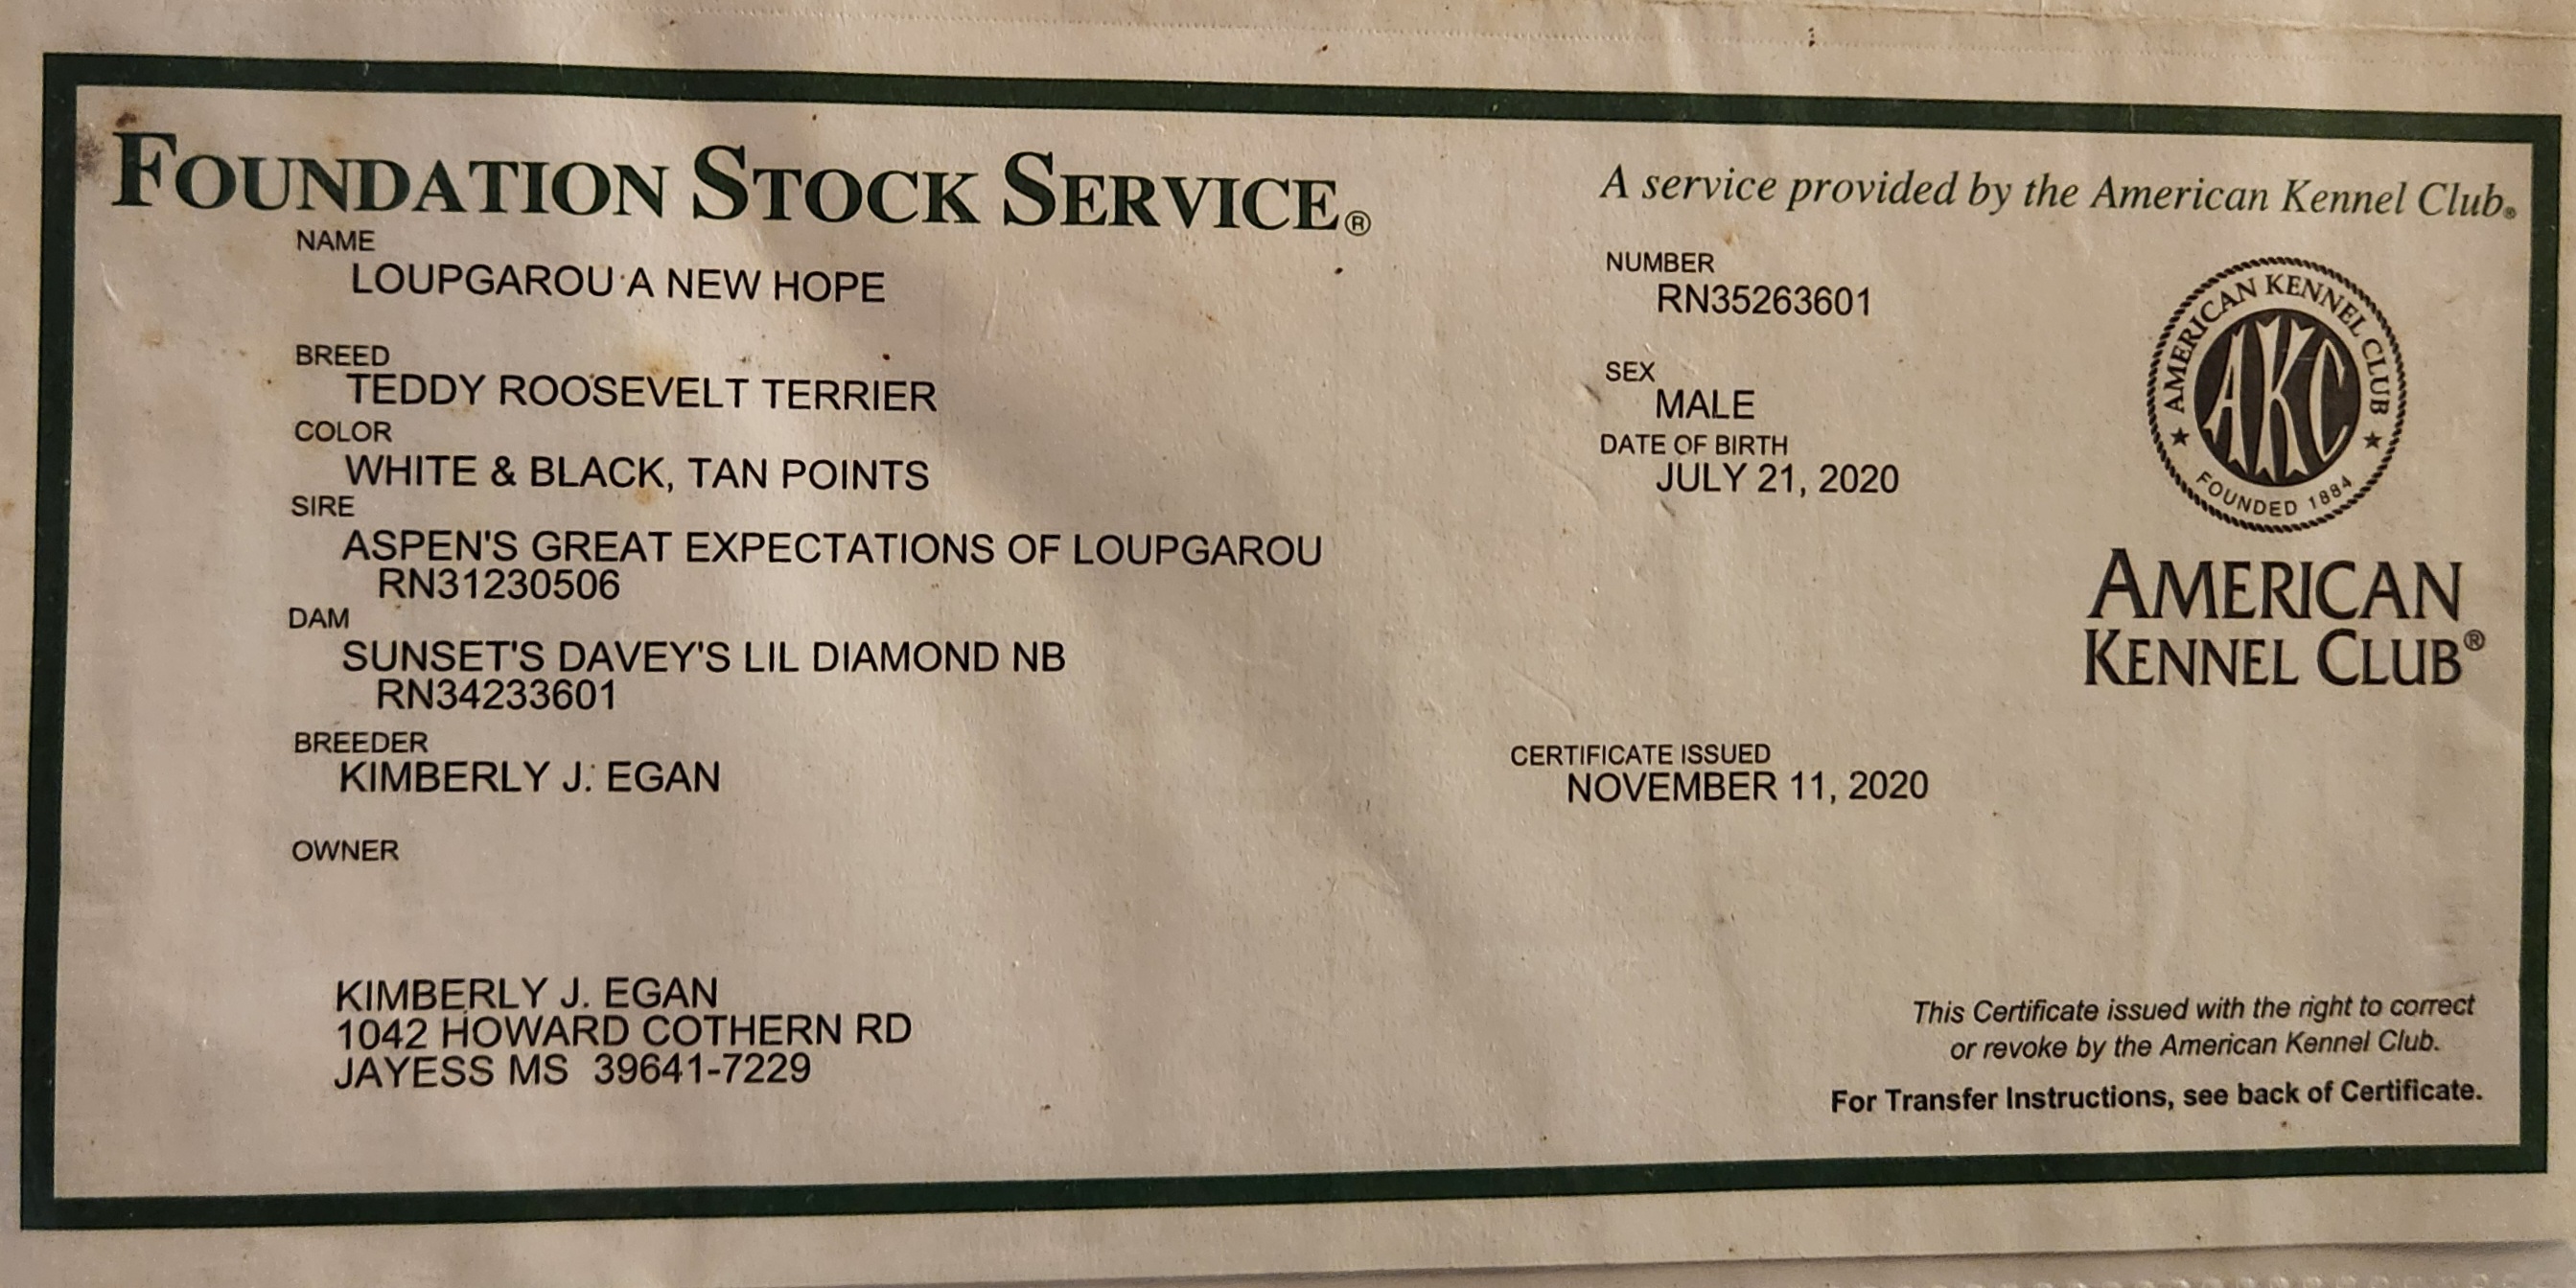 FOUNDATION STOCK SERVICE®
A service provided by the American Kennel Club®
NAME
LOUPGAROU A NEW HOPE
NUMBER
RN35263601
BREED
TEDDY ROOSEVELT TERRIER
SEX
MALE
COLOR
WHITE & BLACK, TAN POINTS
DATE OF BIRTH
JULY 21, 2020
SIRE
ASPEN'S GREAT EXPECTATIONS OF LOUPGAROU
RN31230506
DAM
SUNSET'S DAVEY'S LIL DIAMOND NB
RN34233601
AMERICAN KENNEL CLUB
AKC
FOUNDED 1884
AMERICAN
KENNEL CLUB®
BREEDER
KIMBERLY J. EGAN
CERTIFICATE ISSUED
NOVEMBER 11, 2020
OWNER
KIMBERLY J. EGAN
1042 HOWARD COTHERN RD
JAYESS MS 39641-7229
This Certificate issued with the right to correct
or revoke by the American Kennel Club.
For Transfer Instructions, see back of Certificate.